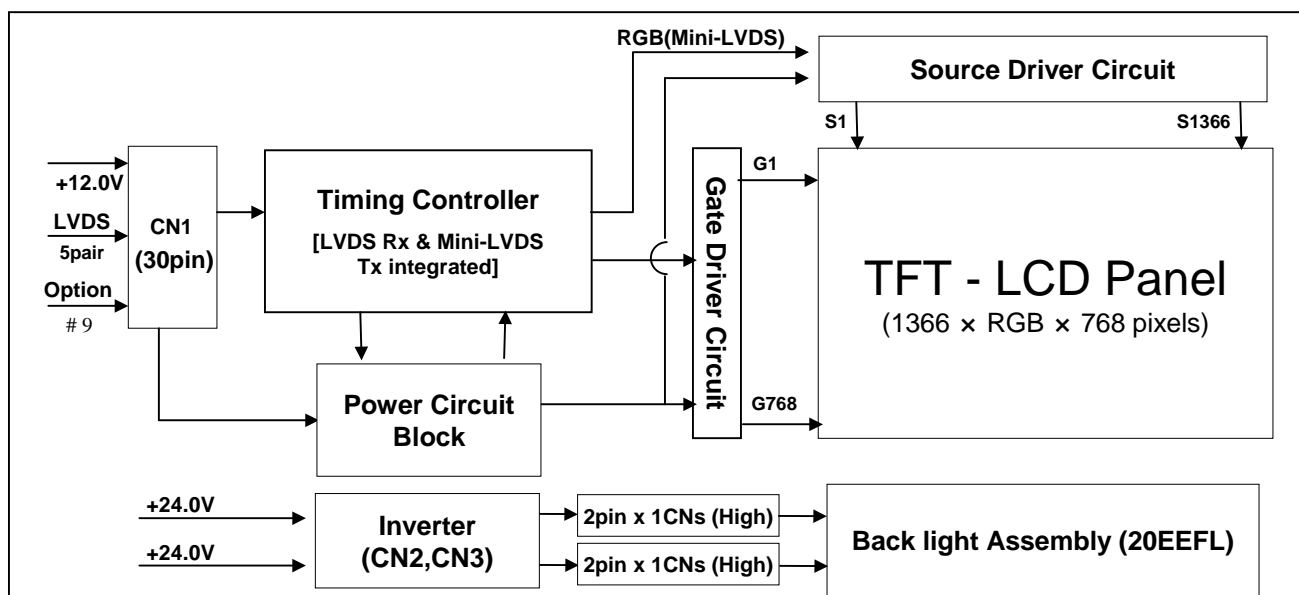 RGB(Mini-LVDS)
Source Driver Circuit
S1
S1366
+12.0V
LVDS
5pair
Option
# 9
CN1
(30pin)
Timing Controller
[LVDS Rx & Mini-LVDS
Tx integrated]
Power Circuit
Block
Gate Driver Circuit
G1
G768
TFT - LCD Panel
(1366 × RGB × 768 pixels)
+24.0V
+24.0V
Inverter
(CN2,CN3)
2pin x 1CNs (High)
2pin x 1CNs (High)
Back light Assembly (20EEFL)